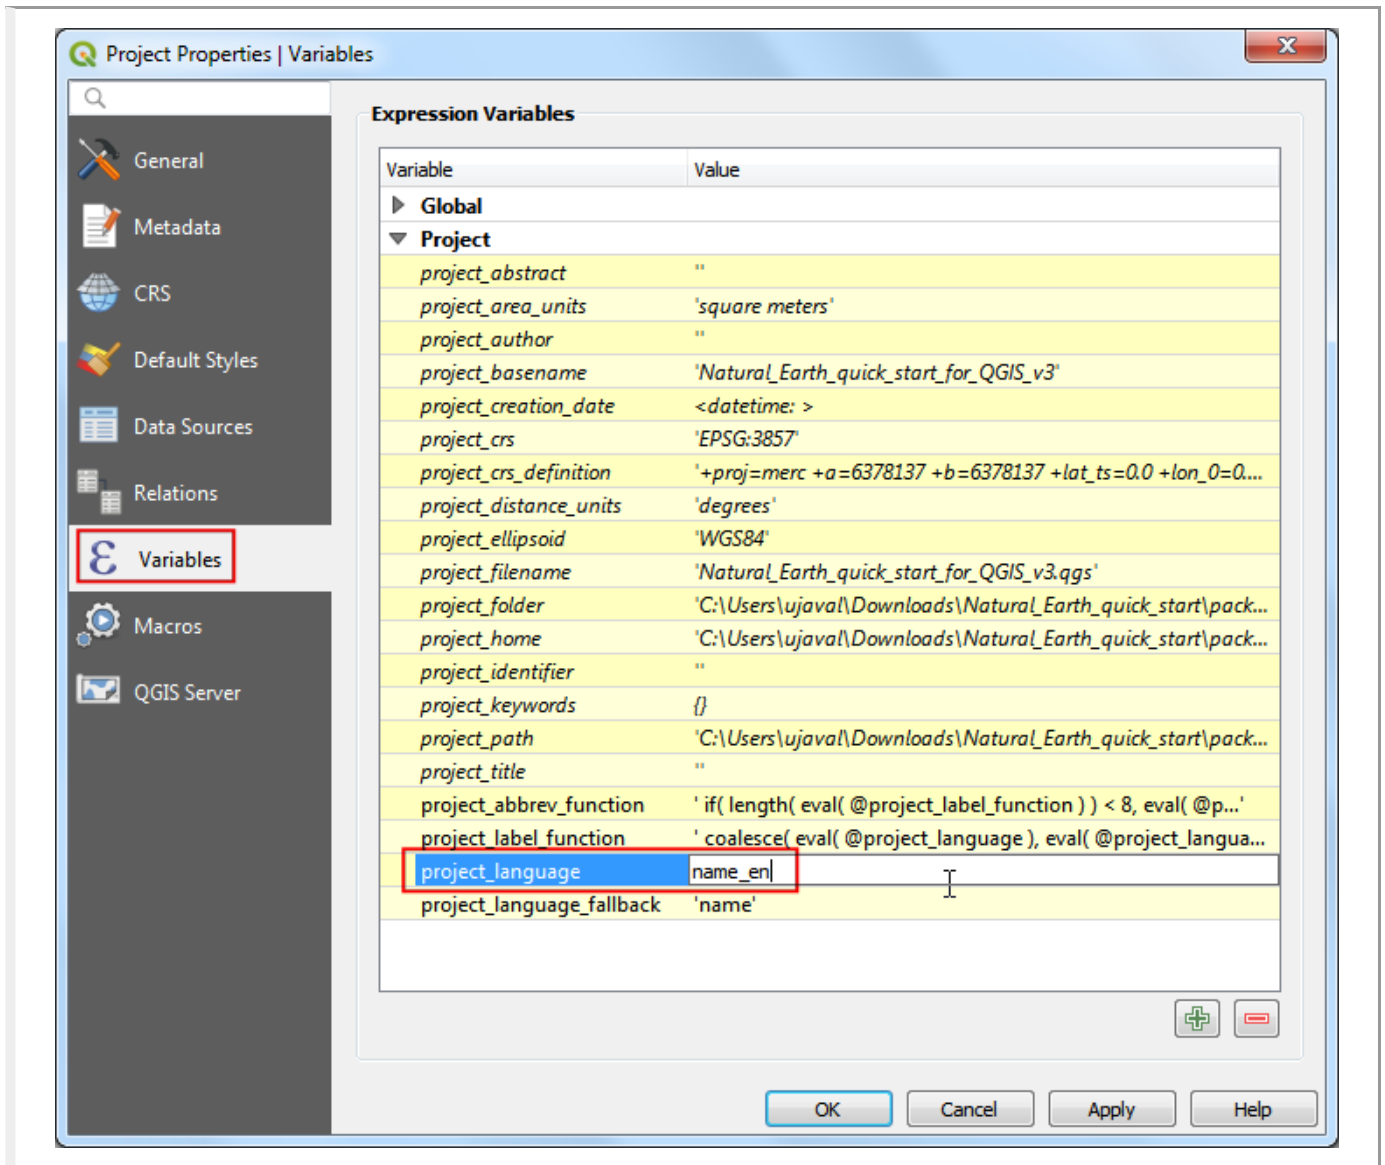 Project Properties | Variables
Expression Variables
General
Metadata
CRS
Default Styles
Data Sources
Relations
Variables
Macros
QGIS Server
Variable Value
Global
Project
project_abstract ''
project_area_units 'square meters'
project_author ''
project_basename 'Natural_Earth_quick_start_for_QGIS_v3'
project_creation_date <datetime: >
project_crs 'EPSG:3857'
project_crs_definition '+proj=merc +a=6378137 +b=6378137 +lat_ts=0.0 +lon_0=0....
project_distance_units 'degrees'
project_ellipsoid 'WGS84'
project_filename 'Natural_Earth_quick_start_for_QGIS_v3.qgs'
project_folder 'C:\Users\ujaval\Downloads\Natural_Earth_quick_start\pack...
project_home 'C:\Users\ujaval\Downloads\Natural_Earth_quick_start\pack...
project_identifier ''
project_keywords {}
project_path 'C:\Users\ujaval\Downloads\Natural_Earth_quick_start\pack...
project_title ''
project_abbrev_function ' if( length( eval( @project_label_function ) ) < 8, eval( @p...'
project_label_function ' coalesce( eval( @project_language ), eval( @project_langua...
project_language name_en
project_language_fallback 'name'
OK Cancel Apply Help